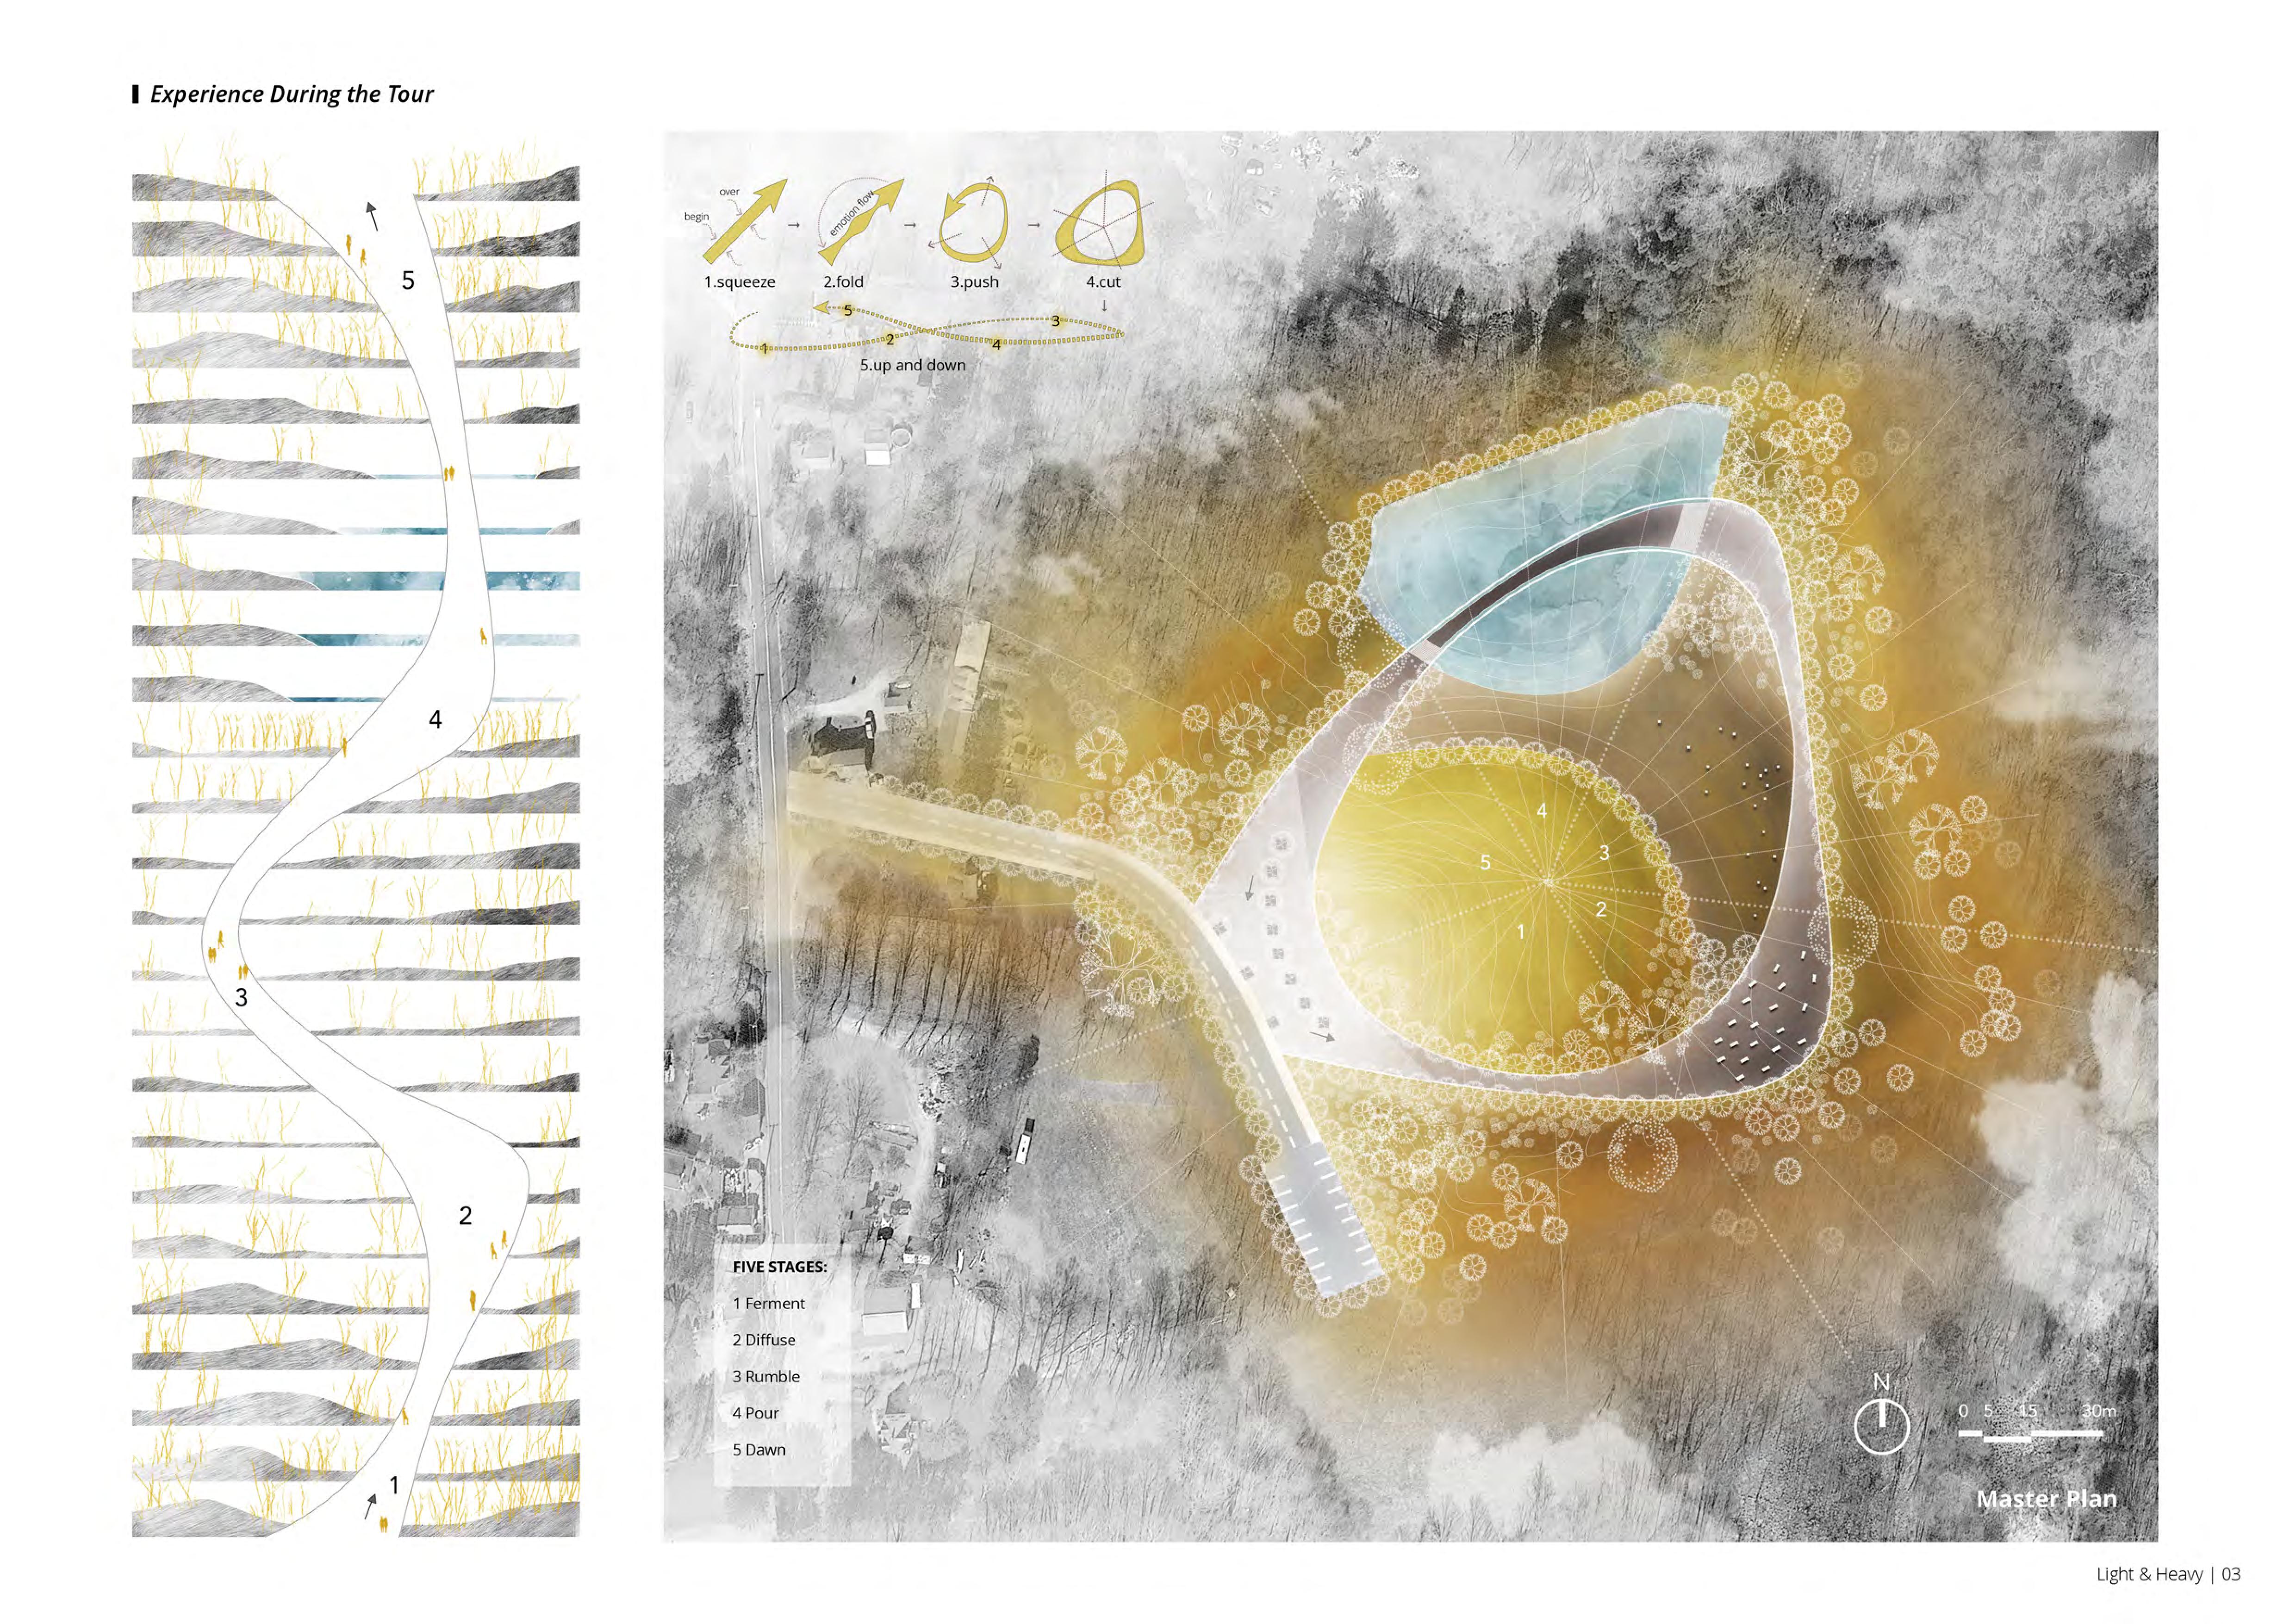 Experience During the Tour
5
4
3
2
1
over
begin
emotion flow
1.squeeze
2.fold
3.push
4.cut
5
3
2
4
1
5.up and down
4
3
5
2
1
FIVE STAGES:
1 Ferment
2 Diffuse
3 Rumble
4 Pour
5 Dawn
N
0 5 15 30m
Master Plan
Light & Heavy | 03